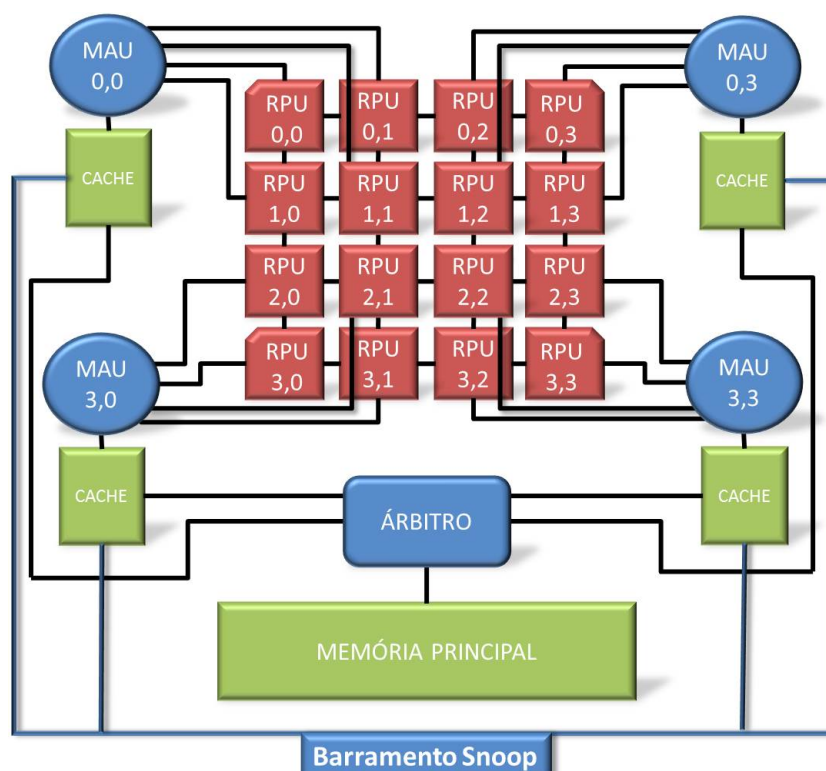 MAU
0,0
MAU
0,3
RPU
0,0
RPU
0,1
RPU
0,2
RPU
0,3
CACHE
CACHE
RPU
1,0
RPU
1,1
RPU
1,2
RPU
1,3
RPU
2,0
RPU
2,1
RPU
2,2
RPU
2,3
MAU
3,0
RPU
3,0
RPU
3,1
RPU
3,2
RPU
3,3
MAU
3,3
CACHE
CACHE
ÁRBITRO
MEMÓRIA PRINCIPAL
Barramento Snoop